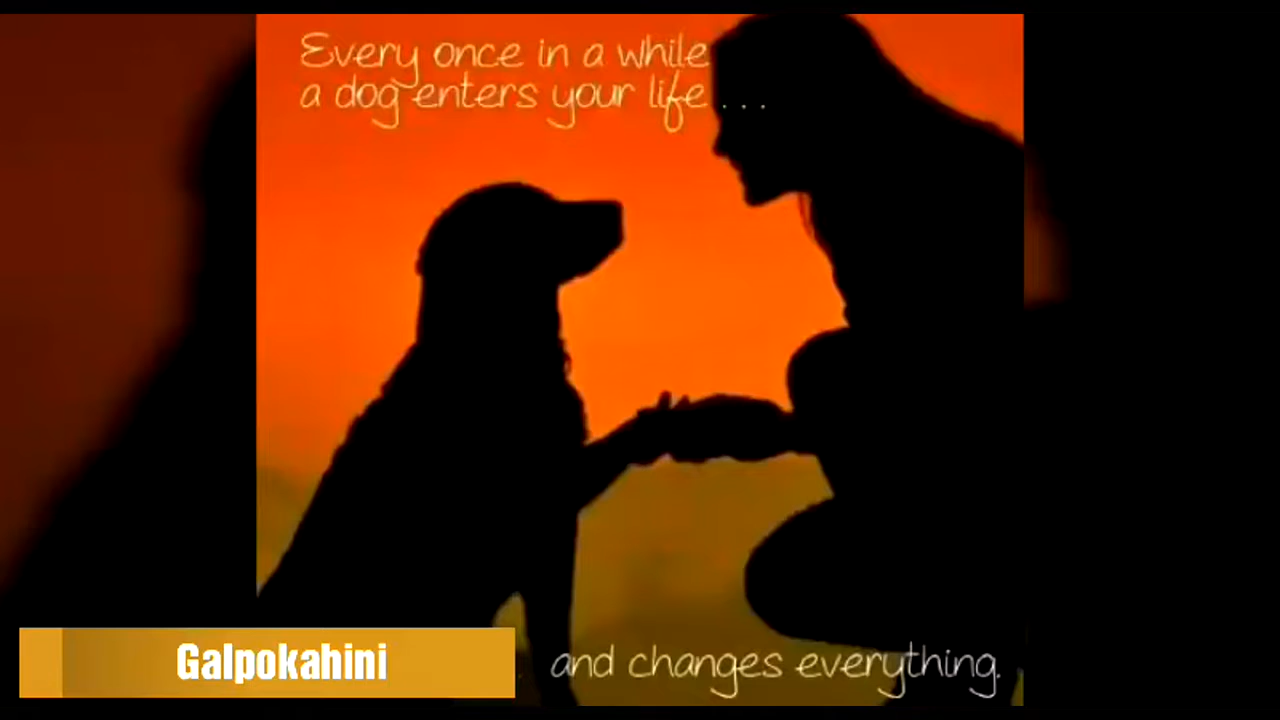 Every once in a while
a dog enters your life . . .
Galpokahini
and changes everything.